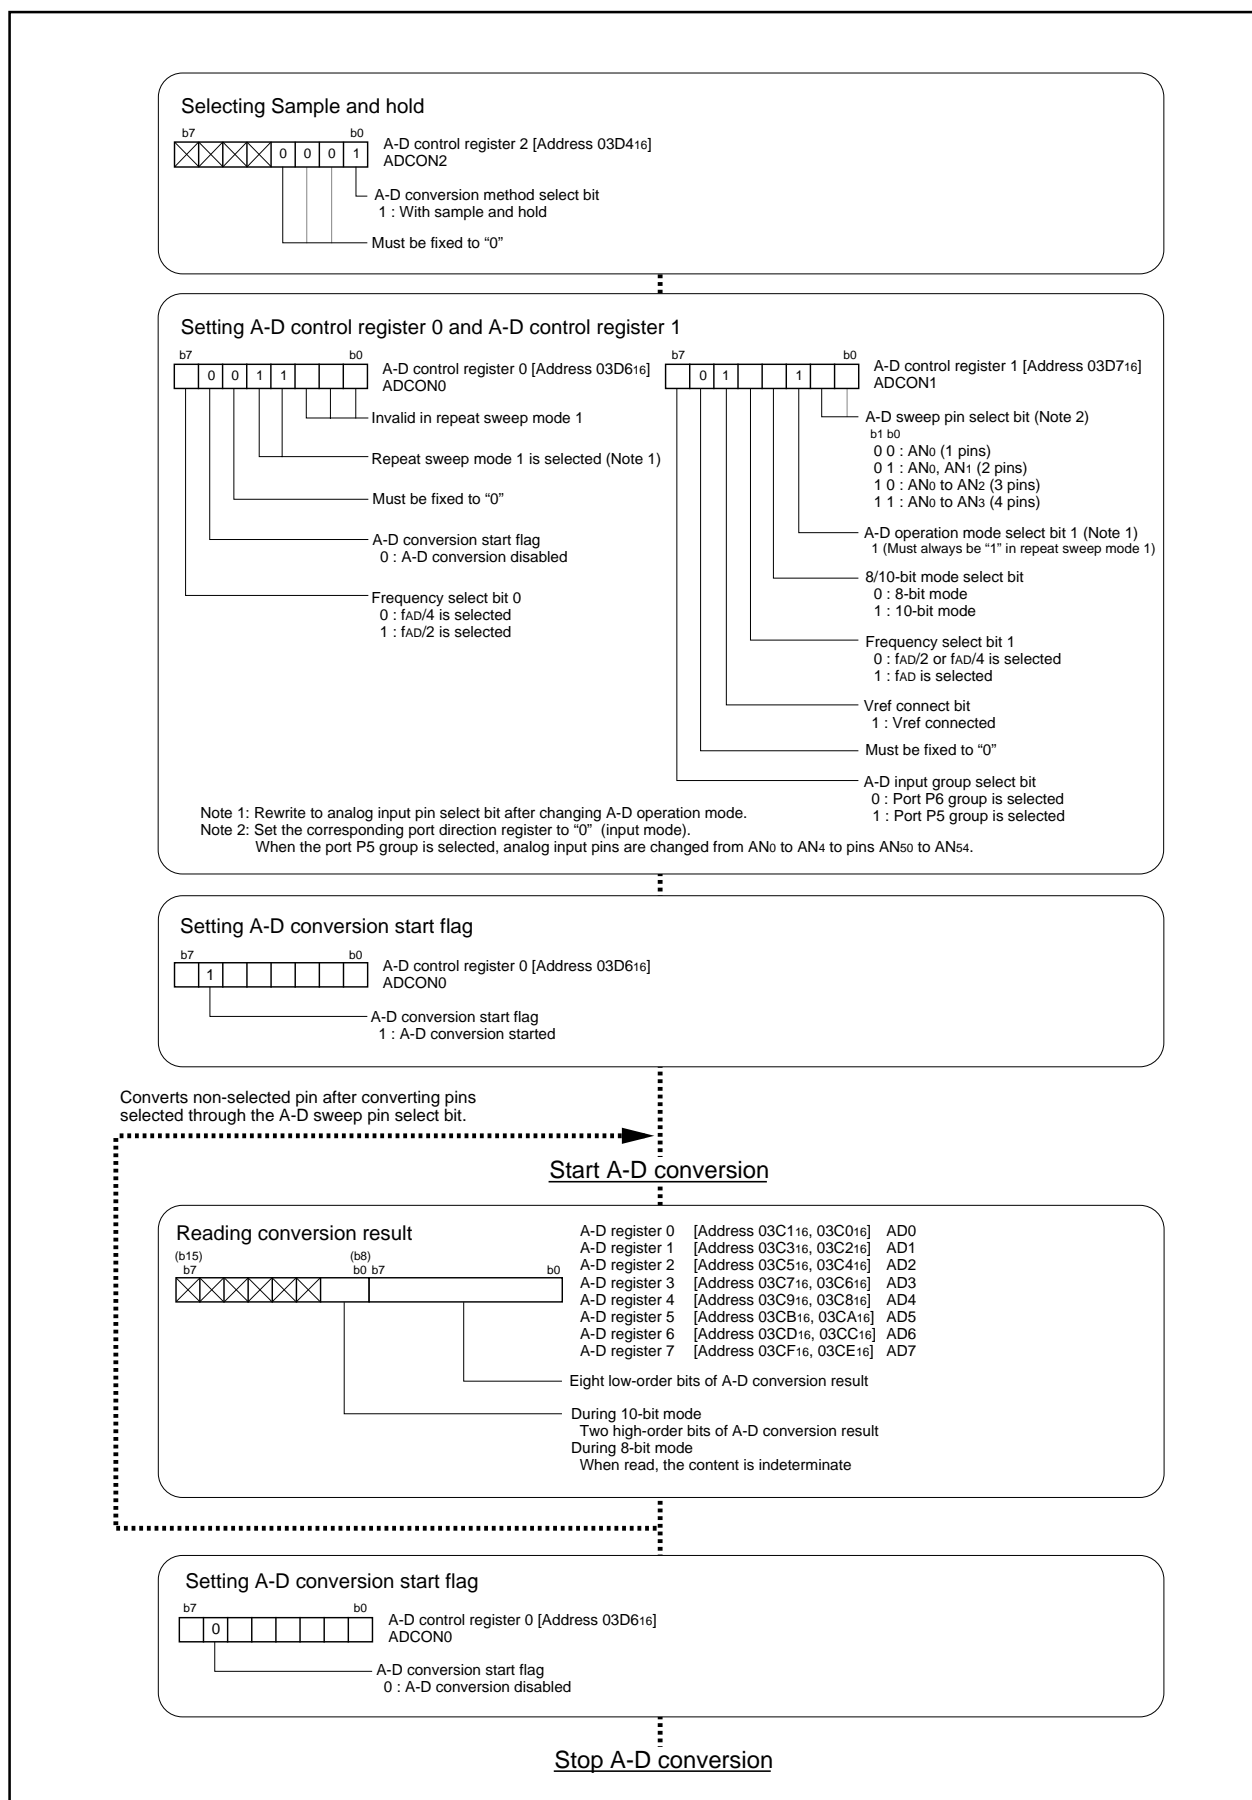 Selecting Sample and hold
b7 b0
0 0 0 1
A-D control register 2 [Address 03D416]
ADCON2
A-D conversion method select bit
1 : With sample and hold
Must be fixed to “0”
Setting A-D control register 0 and A-D control register 1
b7 b0
0 0 1 1
A-D control register 0 [Address 03D616]
ADCON0
Invalid in repeat sweep mode 1
Repeat sweep mode 1 is selected (Note 1)
Must be fixed to “0”
A-D conversion start flag
0 : A-D conversion disabled
Frequency select bit 0
0 : fAD/4 is selected
1 : fAD/2 is selected
b7 b0
0 1 1
A-D control register 1 [Address 03D716]
ADCON1
A-D sweep pin select bit (Note 2)
b1 b0
0 0 : AN0 (1 pins)
0 1 : AN0, AN1 (2 pins)
1 0 : AN0 to AN2 (3 pins)
1 1 : AN0 to AN3 (4 pins)
A-D operation mode select bit 1 (Note 1)
1 (Must always be “1” in repeat sweep mode 1)
8/10-bit mode select bit
0 : 8-bit mode
1 : 10-bit mode
Frequency select bit 1
0 : fAD/2 or fAD/4 is selected
1 : fAD is selected
Vref connect bit
1 : Vref connected
Must be fixed to “0”
A-D input group select bit
0 : Port P6 group is selected
1 : Port P5 group is selected
Note 1: Rewrite to analog input pin select bit after changing A-D operation mode.
Note 2: Set the corresponding port direction register to “0” (input mode).
When the port P5 group is selected, analog input pins are changed from AN0 to AN4 to pins AN50 to AN54.
Setting A-D conversion start flag
b7 b0
1
A-D control register 0 [Address 03D616]
ADCON0
A-D conversion start flag
1 : A-D conversion started
Converts non-selected pin after converting pins
selected through the A-D sweep pin select bit.
Start A-D conversion
Reading conversion result
(b15) (b8)
b7 b0 b7 b0
A-D register 0 [Address 03C116, 03C016] AD0
A-D register 1 [Address 03C316, 03C216] AD1
A-D register 2 [Address 03C516, 03C416] AD2
A-D register 3 [Address 03C716, 03C616] AD3
A-D register 4 [Address 03C916, 03C816] AD4
A-D register 5 [Address 03CB16, 03CA16] AD5
A-D register 6 [Address 03CD16, 03CC16] AD6
A-D register 7 [Address 03CF16, 03CE16] AD7
Eight low-order bits of A-D conversion result
During 10-bit mode
Two high-order bits of A-D conversion result
During 8-bit mode
When read, the content is indeterminate
Setting A-D conversion start flag
b7 b0
0
A-D control register 0 [Address 03D616]
ADCON0
A-D conversion start flag
0 : A-D conversion disabled
Stop A-D conversion